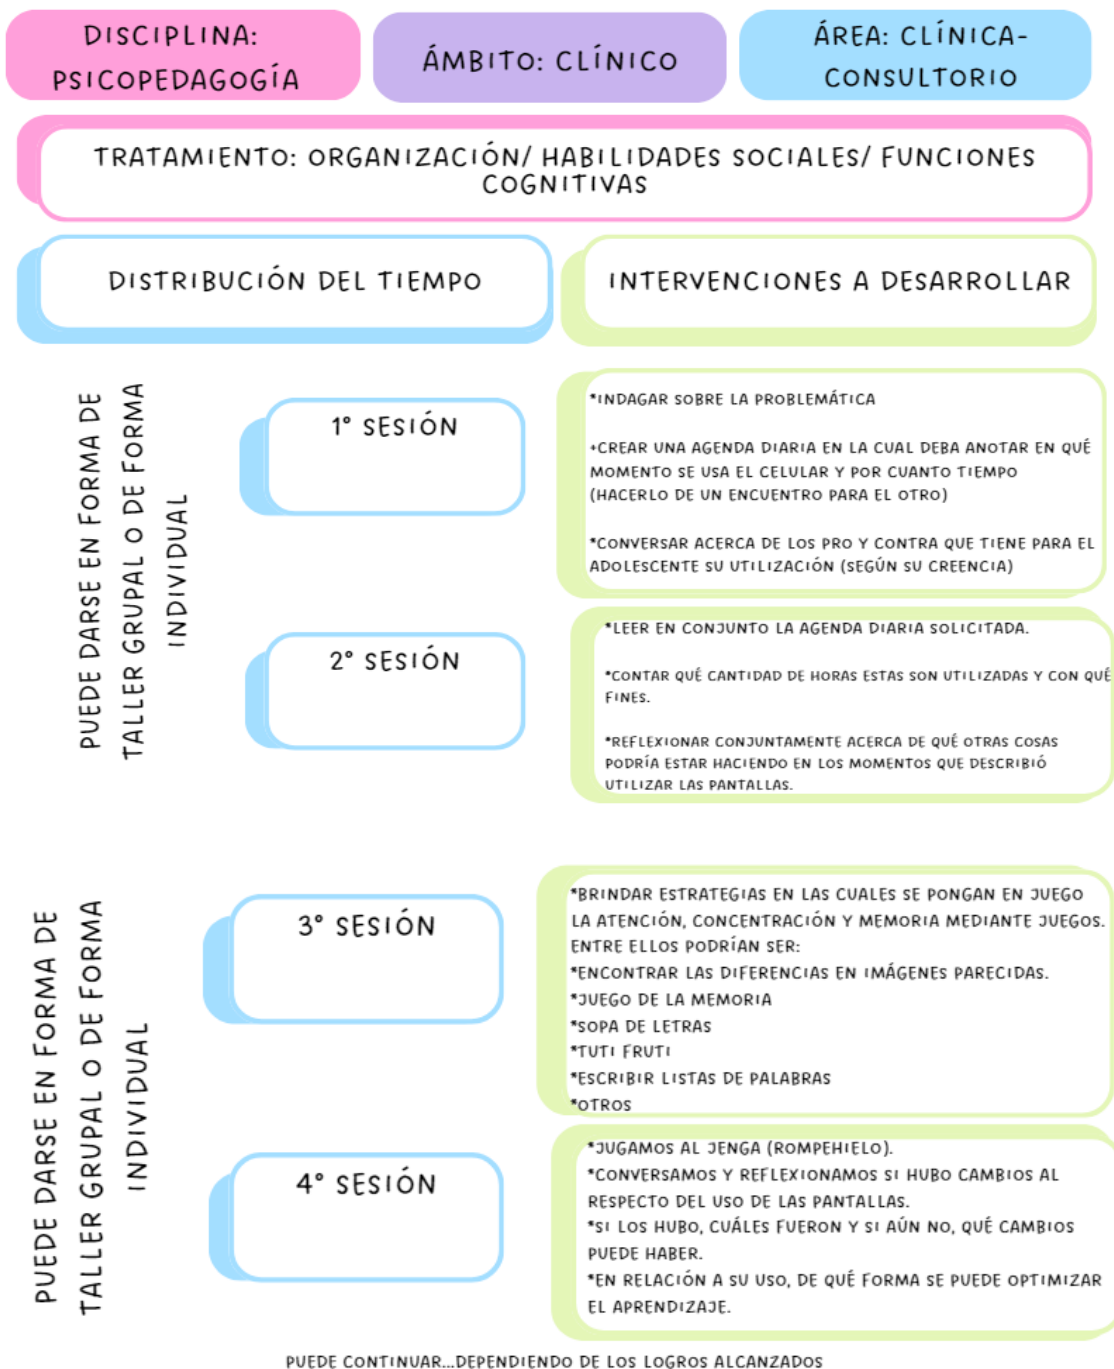 DISCIPLINA:
PSICOPEDAGOGÍA
ÁMBITO: CLÍNICO
ÁREA: CLÍNICA-
CONSULTORIO
TRATAMIENTO: ORGANIZACIÓN/ HABILIDADES SOCIALES/ FUNCIONES
COGNITIVAS
DISTRIBUCIÓN DEL TIEMPO
INTERVENCIONES A DESARROLLAR
PUEDE DARSE EN FORMA DE
TALLER GRUPAL O DE FORMA
INDIVIDUAL
1° SESIÓN
*INDAGAR SOBRE LA PROBLEMÁTICA
+CREAR UNA AGENDA DIARIA EN LA CUAL DEBA ANOTAR EN QUÉ
MOMENTO SE USA EL CELULAR Y POR CUANTO TIEMPO
(HACERLO DE UN ENCUENTRO PARA EL OTRO)
*CONVERSAR ACERCA DE LOS PRO Y CONTRA QUE TIENE PARA EL
ADOLESCENTE SU UTILIZACIÓN (SEGÚN SU CREENCIA)
2° SESIÓN
*LEER EN CONJUNTO LA AGENDA DIARIA SOLICITADA.
*CONTAR QUÉ CANTIDAD DE HORAS ESTAS SON UTILIZADAS Y CON QUÉ
FINES.
*REFLEXIONAR CONJUNTAMENTE ACERCA DE QUÉ OTRAS COSAS
PODRÍA ESTAR HACIENDO EN LOS MOMENTOS QUE DESCRIBIÓ
UTILIZAR LAS PANTALLAS.
PUEDE DARSE EN FORMA DE
TALLER GRUPAL O DE FORMA
INDIVIDUAL
3° SESIÓN
*BRINDAR ESTRATEGIAS EN LAS CUALES SE PONGAN EN JUEGO
LA ATENCIÓN, CONCENTRACIÓN Y MEMORIA MEDIANTE JUEGOS.
ENTRE ELLOS PODRÍAN SER:
*ENCONTRAR LAS DIFERENCIAS EN IMÁGENES PARECIDAS.
*JUEGO DE LA MEMORIA
*SOPA DE LETRAS
*TUTI FRUTI
*ESCRIBIR LISTAS DE PALABRAS
*OTROS
4° SESIÓN
*JUGAMOS AL JENGA (ROMPEHIELO).
*CONVERSAMOS Y REFLEXIONAMOS SI HUBO CAMBIOS AL
RESPECTO DEL USO DE LAS PANTALLAS.
*SI LOS HUBO, CUÁLES FUERON Y SI AÚN NO, QUÉ CAMBIOS
PUEDE HABER.
*EN RELACIÓN A SU USO, DE QUÉ FORMA SE PUEDE OPTIMIZAR
EL APRENDIZAJE.
PUEDE CONTINUAR...DEPENDIENDO DE LOS LOGROS ALCANZADOS